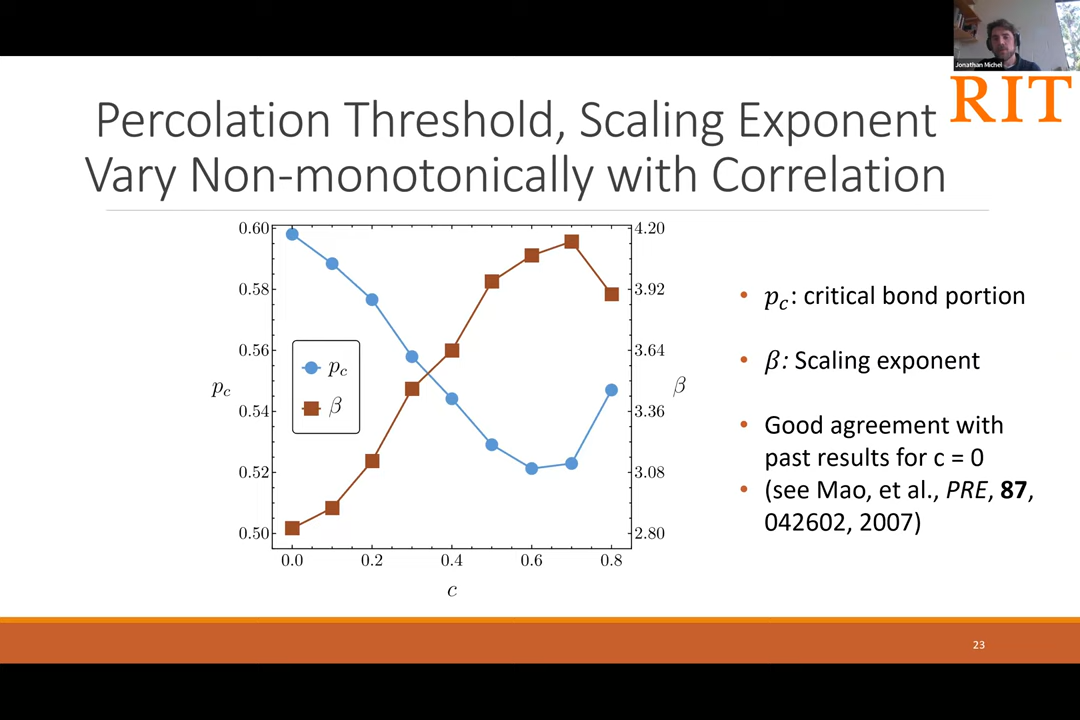 Jonathan Michel
RIT
Percolation Threshold, Scaling Exponent
Vary Non-monotonically with Correlation
0.60
0.58
0.56
0.54
0.52
0.50
p_c
p_c
β
4.20
3.92
3.64
3.36
3.08
2.80
β
0.0 0.2 0.4 0.6 0.8
c
• p_c: critical bond portion
• β: Scaling exponent
• Good agreement with
past results for c = 0
• (see Mao, et al., PRE, 87,
042602, 2007)
23